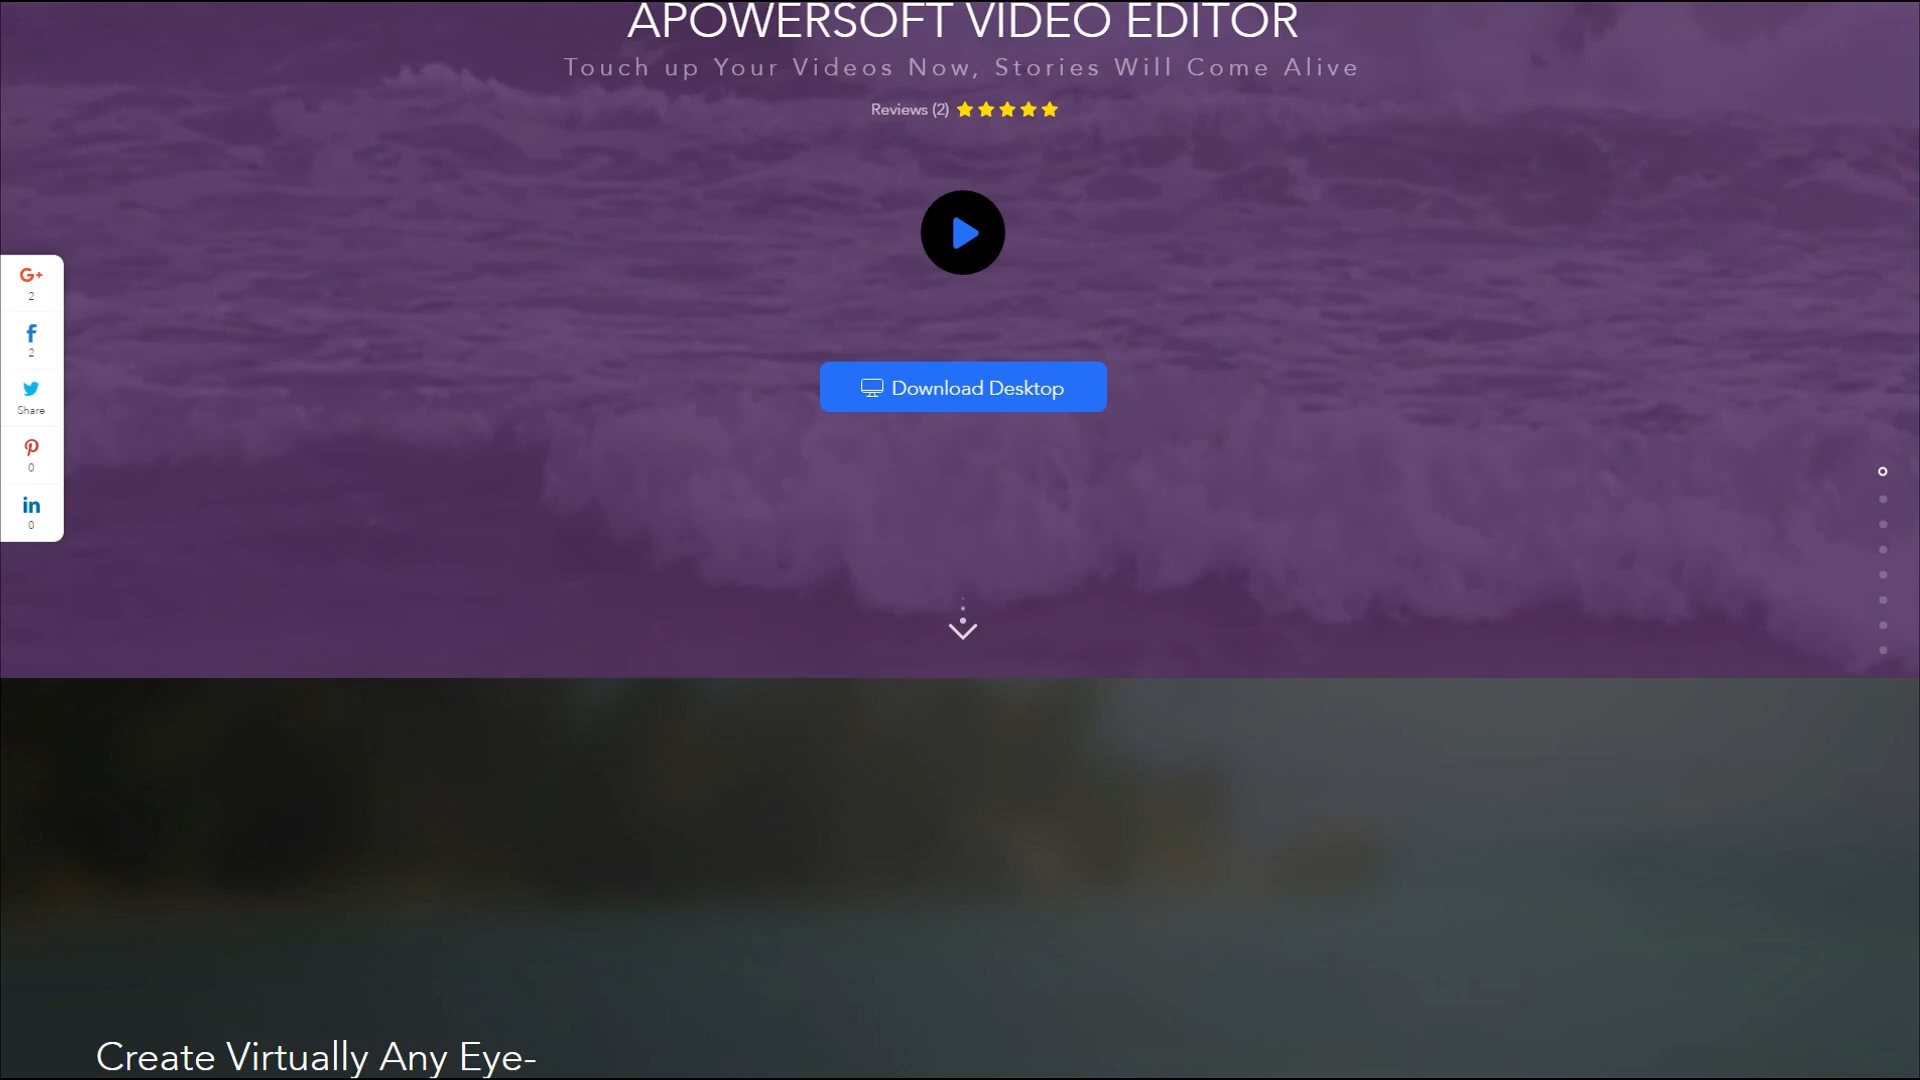 APOWERSOFT VIDEO EDITOR
Touch up Your Videos Now, Stories Will Come Alive
Reviews (2)
G+
2
f
2
Share
0
in
0
Download Desktop
Create Virtually Any Eye-